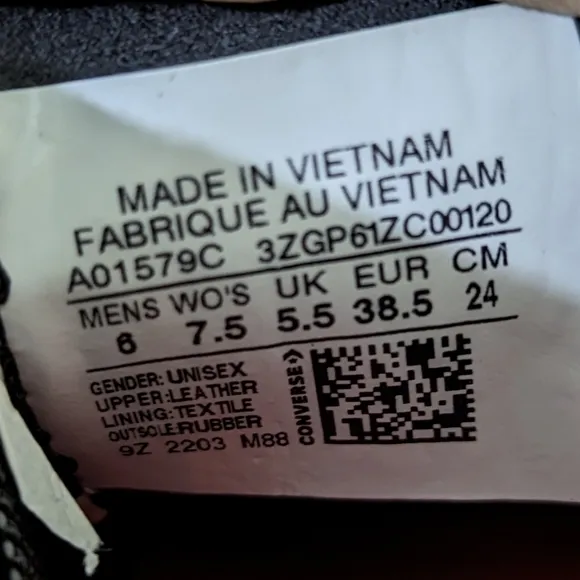 MADE IN VIETNAM
FABRIQUE AU VIETNAM
A01579C 3ZGP61ZC00120
MENS WO'S UK EUR CM
6 7.5 5.5 38.5 24
GENDER: UNISEX
UPPER: LEATHER
LINING: TEXTILE
OUTSOLE: RUBBER
9Z 2203 M88
CONVERSE